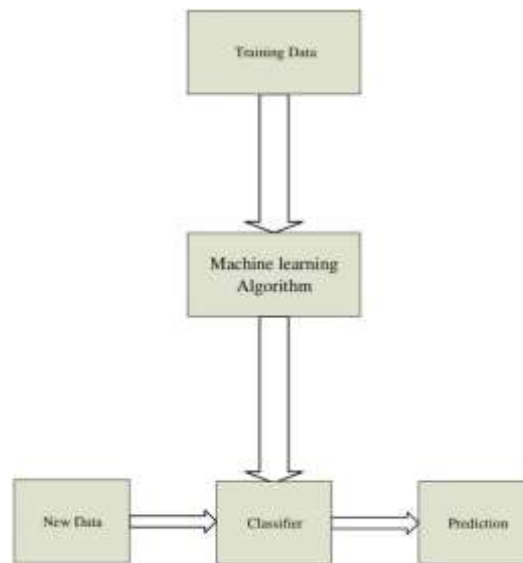 Training Data
Machine learning
Algorithm
New Data
Classifier
Prediction